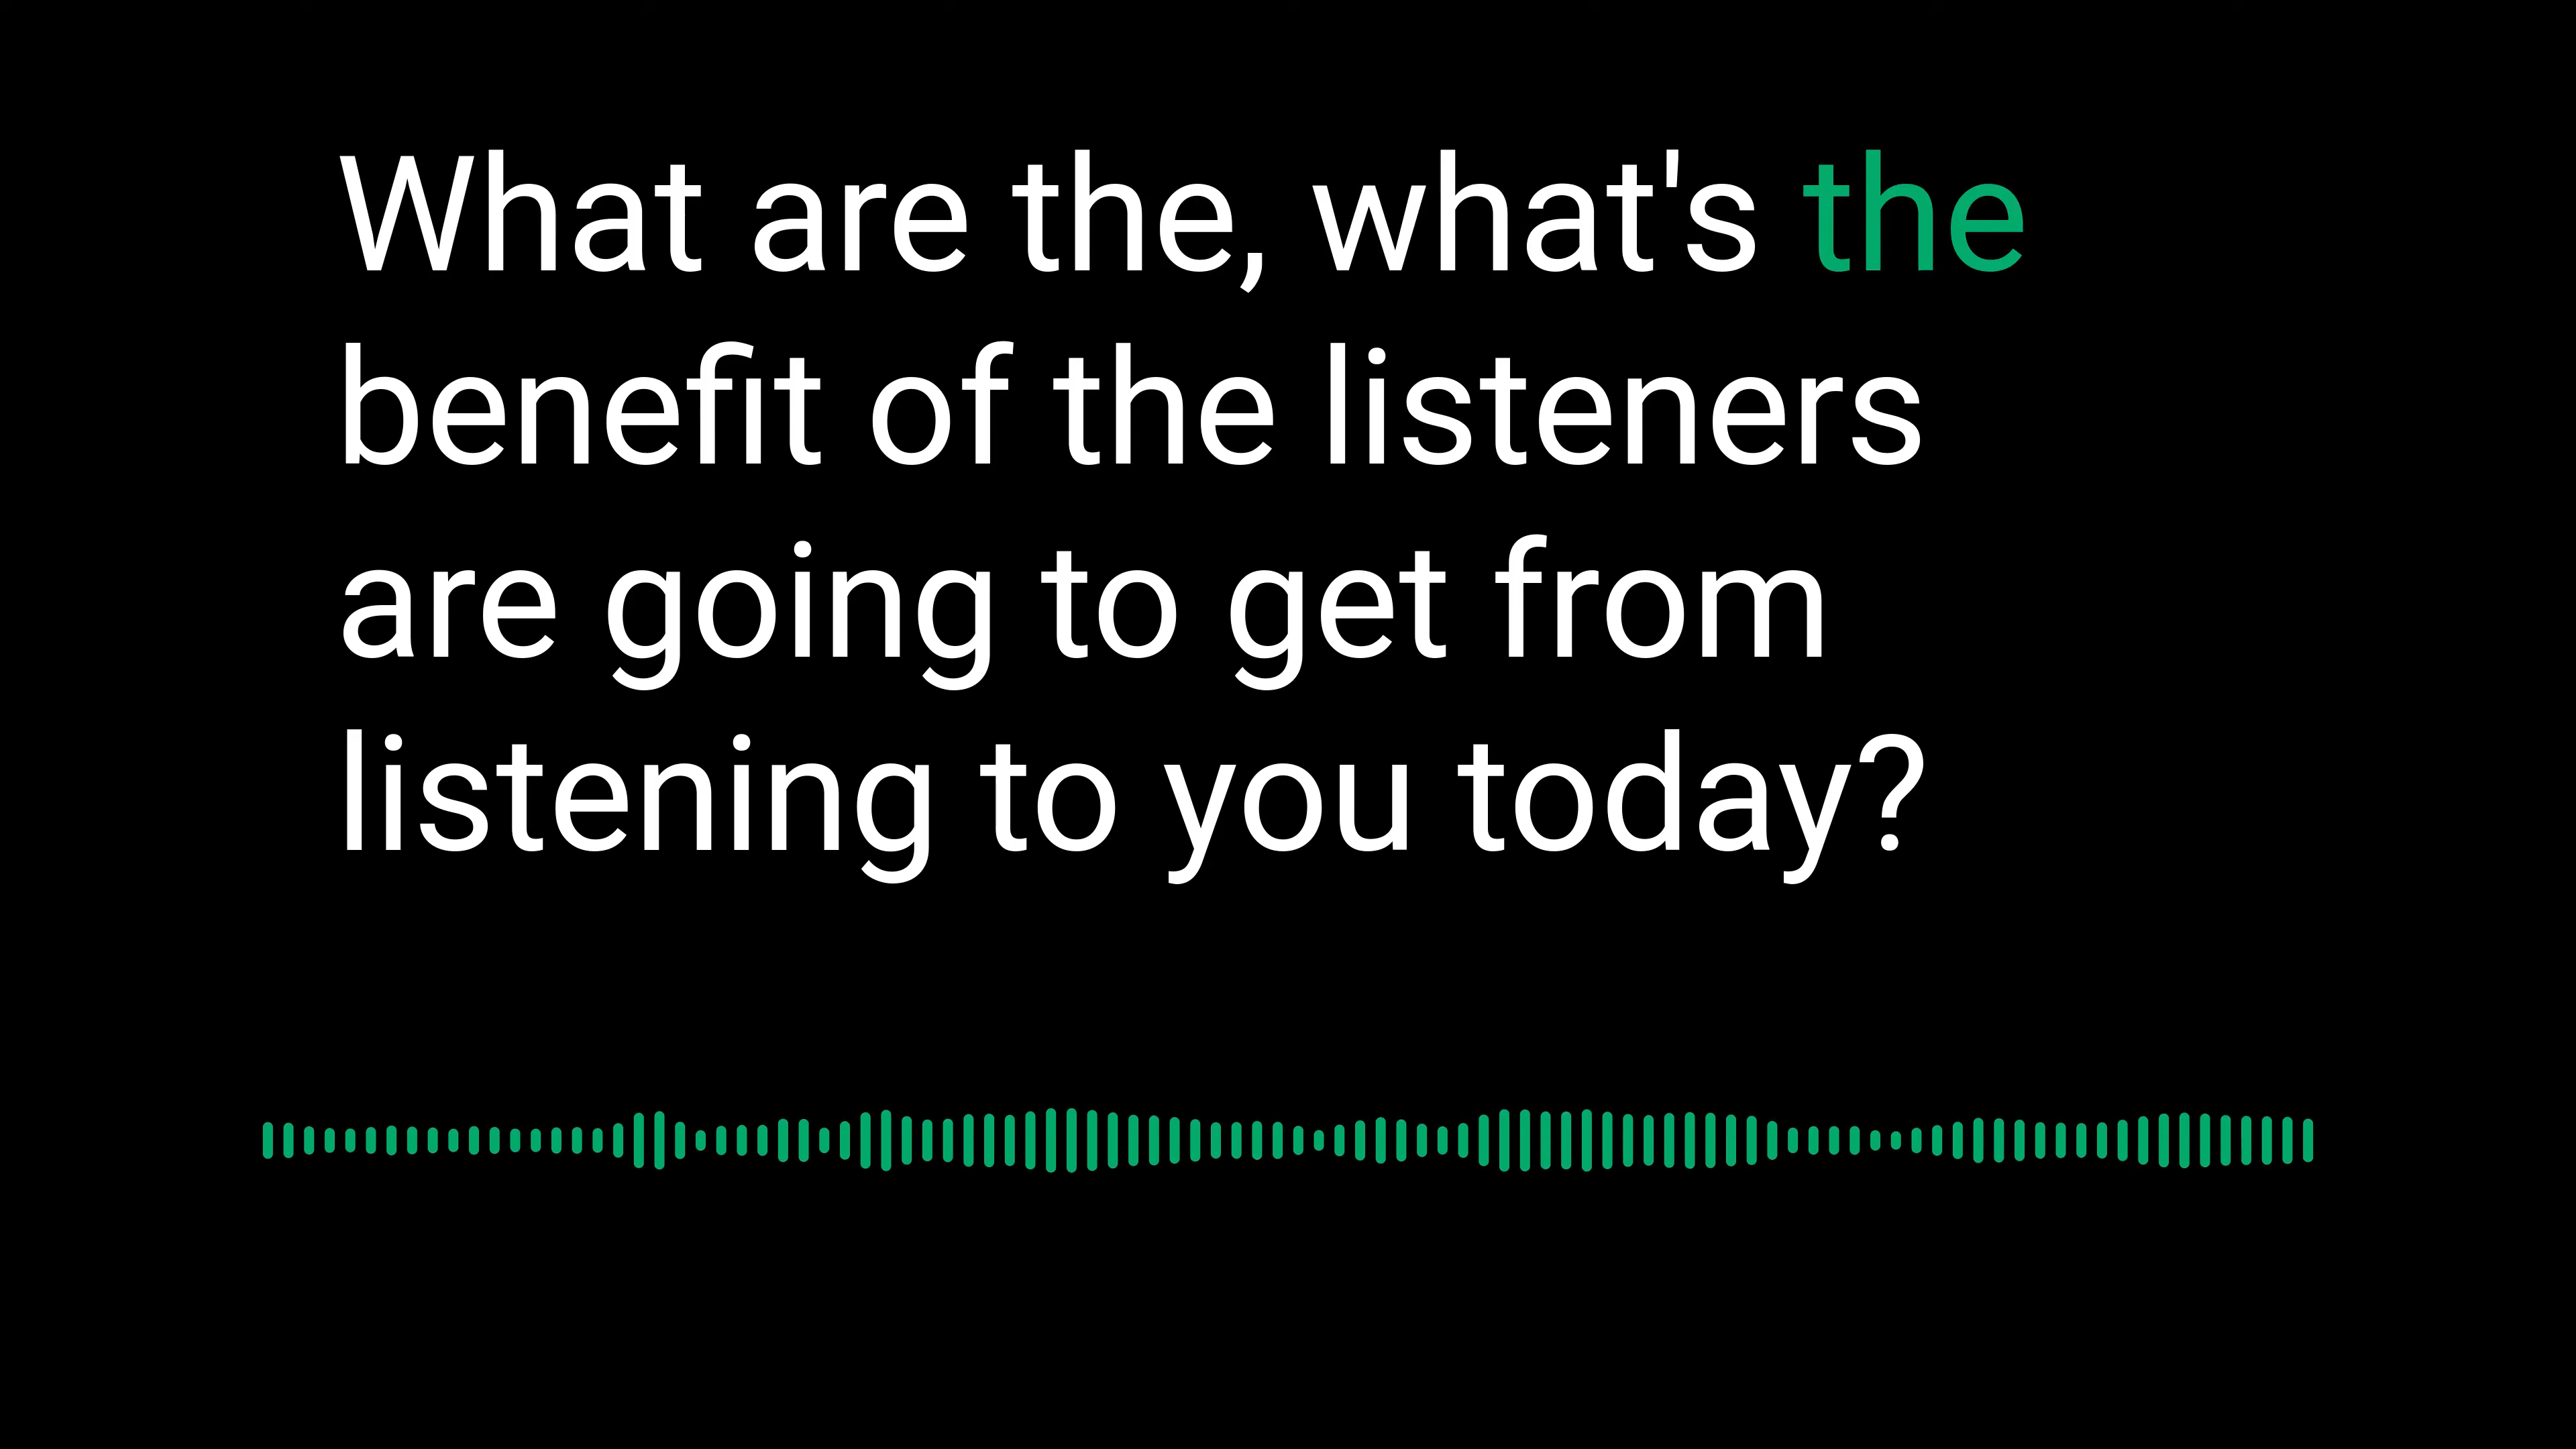 What are the, what's the
benefit of the listeners
are going to get from
listening to you today?